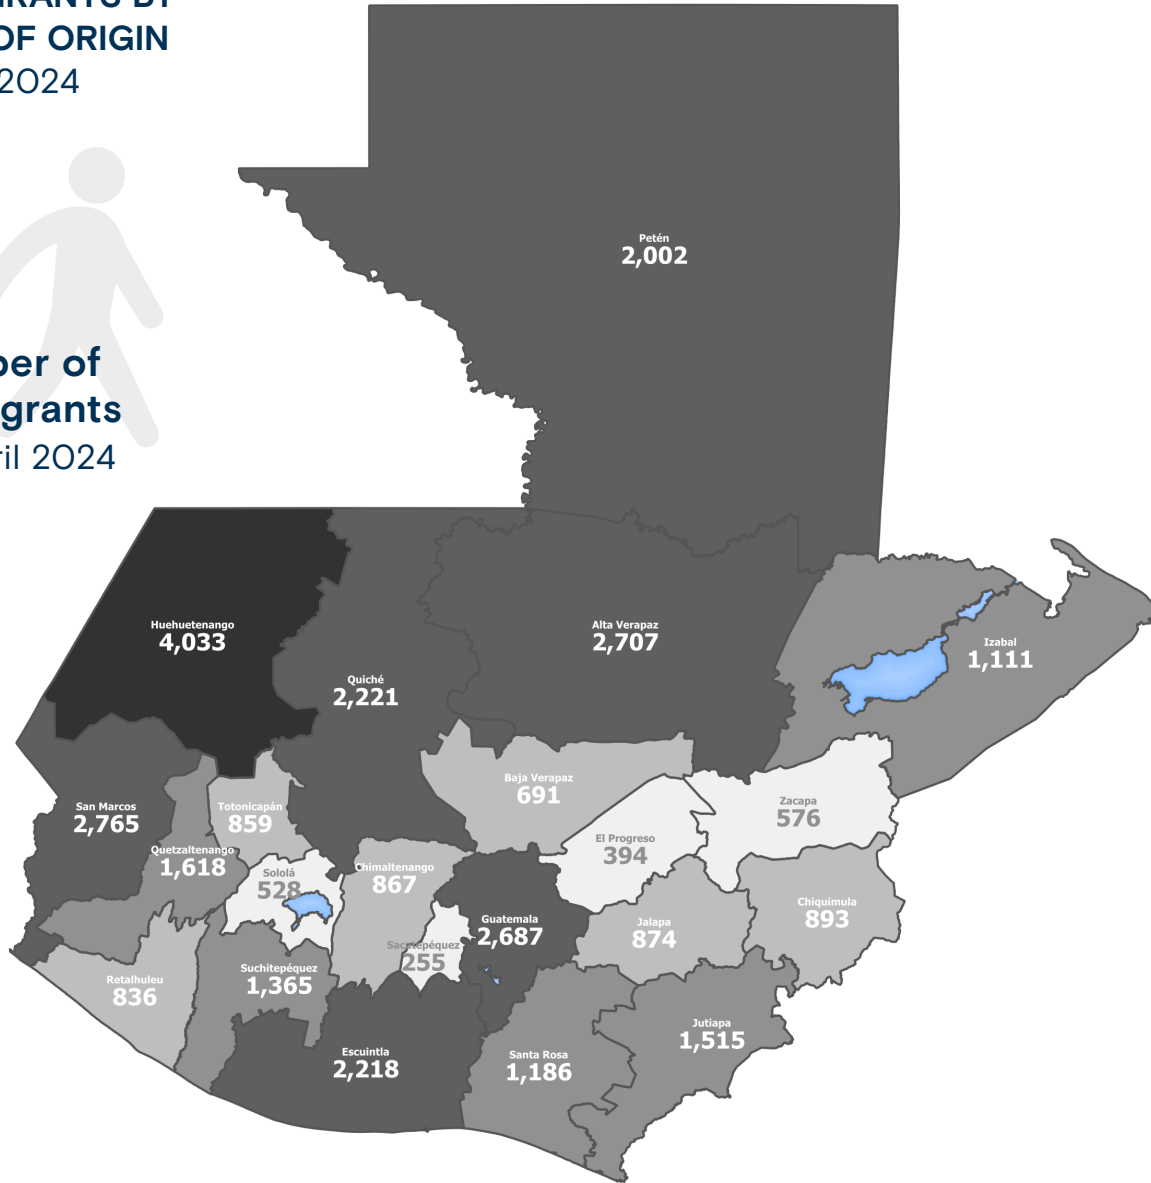 OF ORIGIN
2024
of
2024
Petén
2,002
Huehuetenango
4,033
Alta Verapaz
2,707
Izabal
1,111
Quiché
2,221
Baja Verapaz
691
San Marcos
2,765
Totonicapán
859
Zacapa
576
Quetzaltenango
1,618
El Progreso
394
Sololá
528
Chimaltenango
867
Chiquimula
893
Guatemala
2,687
Jalapa
874
Sacatepéquez
255
Suchitepéquez
1,365
Retalhuleu
836
Jutiapa
1,515
Escuintla
2,218
Santa Rosa
1,186